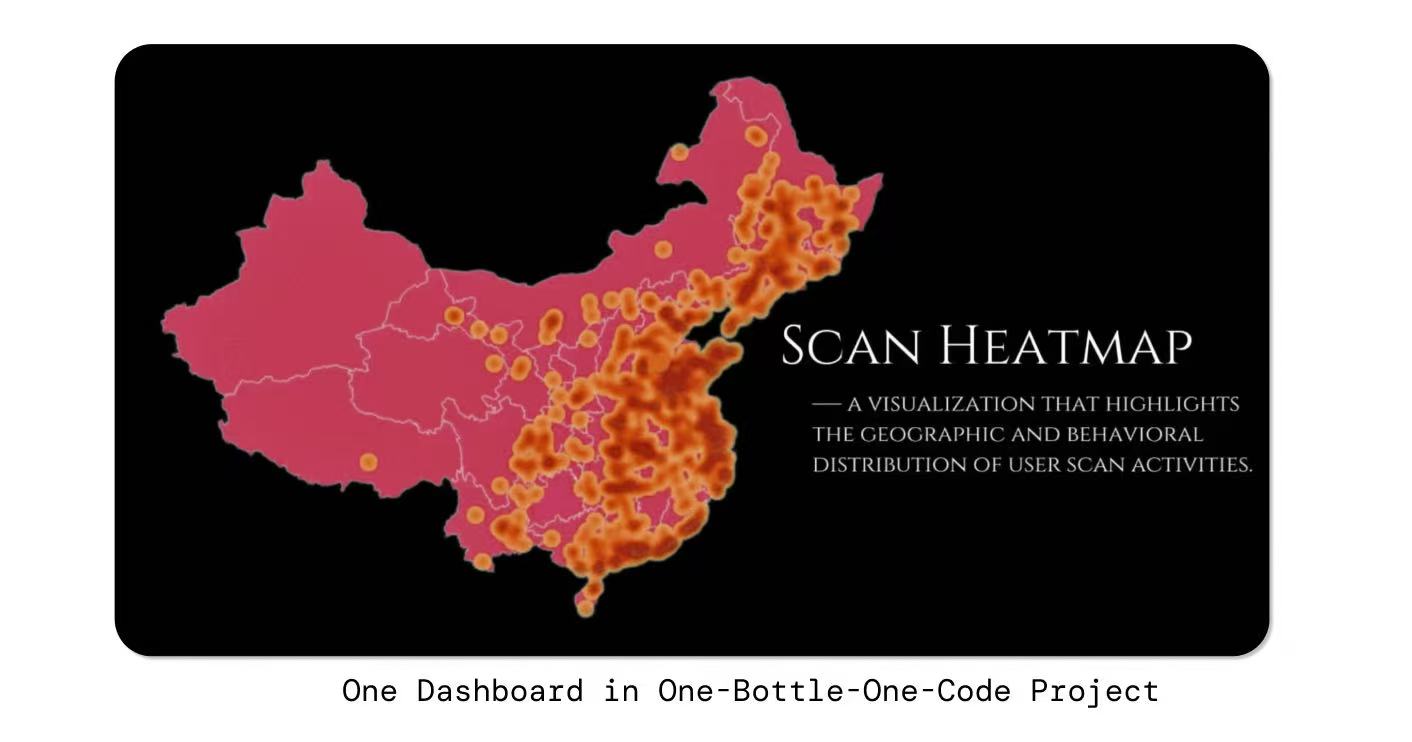 Scan Heatmap
— a visualization that highlights
the geographic and behavioral
distribution of user scan activities.
One Dashboard in One-Bottle-One-Code Project